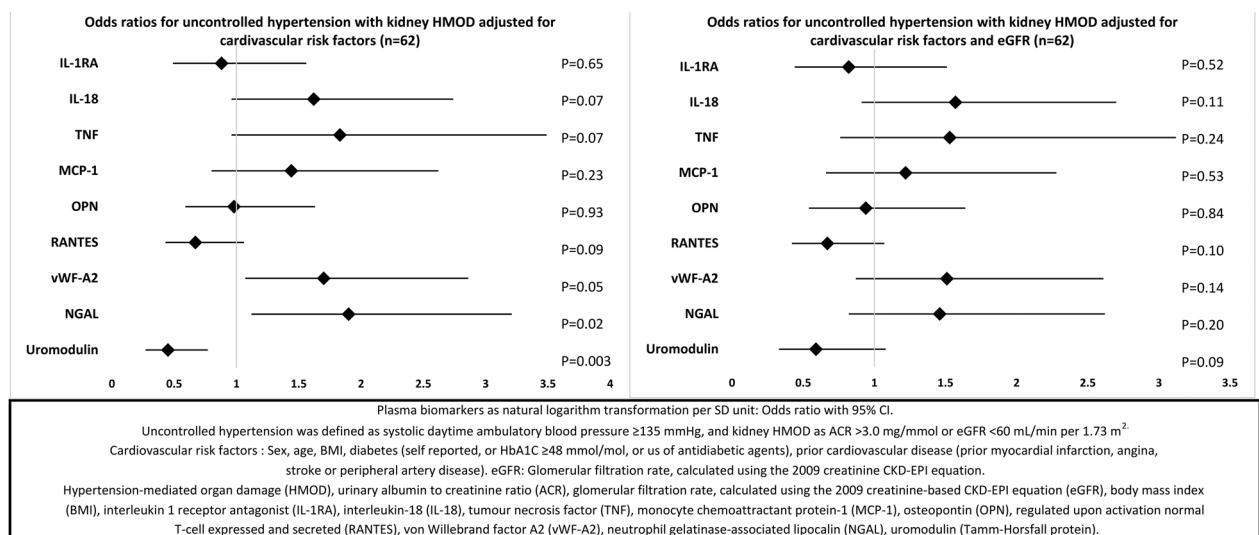 Odds ratios for uncontrolled hypertension with kidney HMOD adjusted for
cardivascular risk factors (n=62)
IL-1RA P=0.65
IL-18 P=0.07
TNF P=0.07
MCP-1 P=0.23
OPN P=0.93
RANTES P=0.09
vWF-A2 P=0.05
NGAL P=0.02
Uromodulin P=0.003
0 0.5 1 1.5 2 2.5 3 3.5 4
Odds ratios for uncontrolled hypertension with kidney HMOD adjusted for
cardivascular risk factors and eGFR (n=62)
IL-1RA P=0.52
IL-18 P=0.11
TNF P=0.24
MCP-1 P=0.53
OPN P=0.84
RANTES P=0.10
vWF-A2 P=0.14
NGAL P=0.20
Uromodulin P=0.09
0 0.5 1 1.5 2 2.5 3 3.5
Plasma biomarkers as natural logarithm transformation per SD unit: Odds ratio with 95% CI.
Uncontrolled hypertension was defined as systolic daytime ambulatory blood pressure ≥135 mmHg, and kidney HMOD as ACR >3.0 mg/mmol or eGFR <60 mL/min per 1.73 m².
Cardiovascular risk factors : Sex, age, BMI, diabetes (self reported, or HbA1C ≥48 mmol/mol, or us of antidiabetic agents), prior cardiovascular disease (prior myocardial infarction, angina,
stroke or peripheral artery disease). eGFR: Glomerular filtration rate, calculated using the 2009 creatinine CKD-EPI equation.
Hypertension-mediated organ damage (HMOD), urinary albumin to creatinine ratio (ACR), glomerular filtration rate, calculated using the 2009 creatinine-based CKD-EPI equation (eGFR), body mass index
(BMI), interleukin 1 receptor antagonist (IL-1RA), interleukin-18 (IL-18), tumour necrosis factor (TNF), monocyte chemoattractant protein-1 (MCP-1), osteopontin (OPN), regulated upon activation normal
T-cell expressed and secreted (RANTES), von Willebrand factor A2 (vWF-A2), neutrophil gelatinase-associated lipocalin (NGAL), uromodulin (Tamm-Horsfall protein).